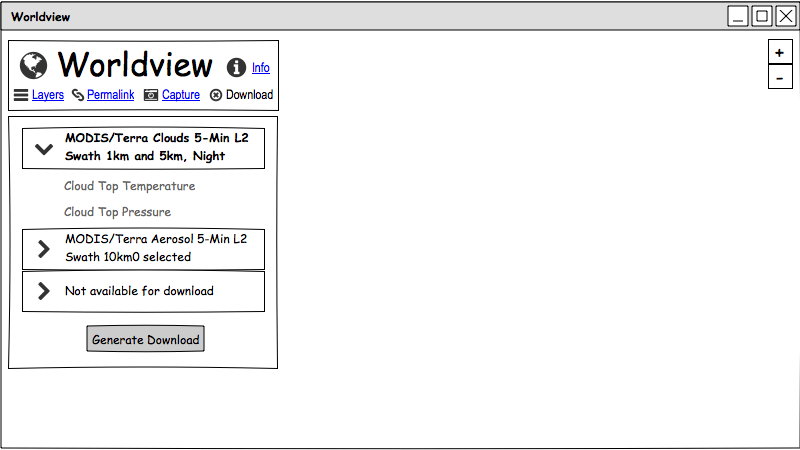 Worldview
Worldview
Info
Layers Permalink Capture Download
MODIS/Terra Clouds 5-Min L2
Swath 1km and 5km, Night
Cloud Top Temperature
Cloud Top Pressure
MODIS/Terra Aerosol 5-Min L2
Swath 10km0 selected
Not available for download
Generate Download
+
-